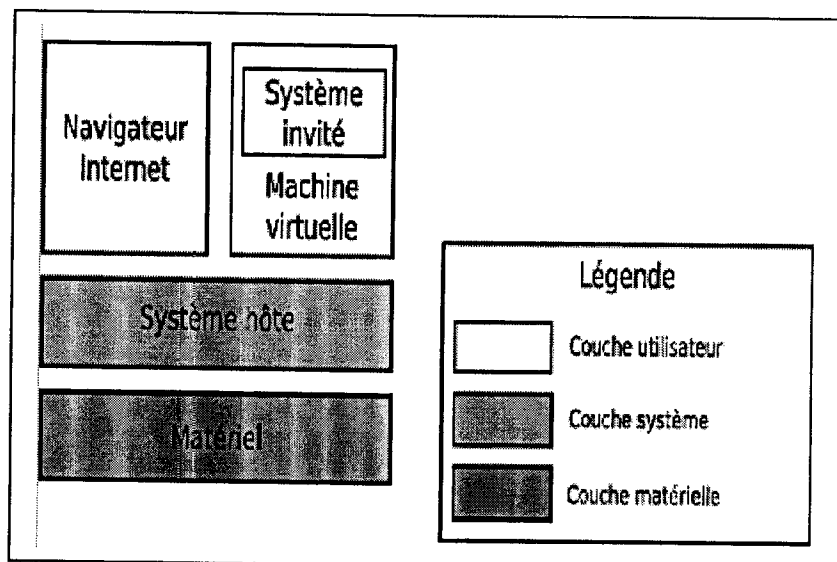 Navigateur
Internet
Système
invité
Machine
virtuelle
Système hôte
Matériel
Légende
Couche utilisateur
Couche système
Couche matérielle